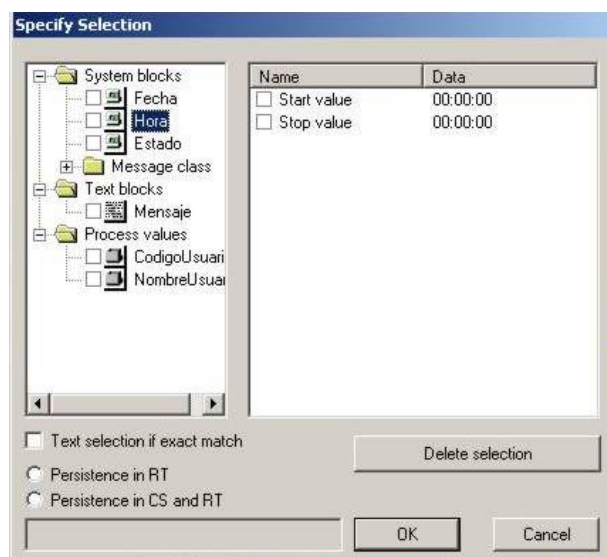 Specify Selection
System blocks
Fecha
Hora
Estado
Message class
Text blocks
Mensaje
Process values
CodigoUsuari
NombreUsuar
Name Data
Start value 00:00:00
Stop value 00:00:00
Text selection if exact match
Persistence in RT
Persistence in CS and RT
Delete selection
OK Cancel